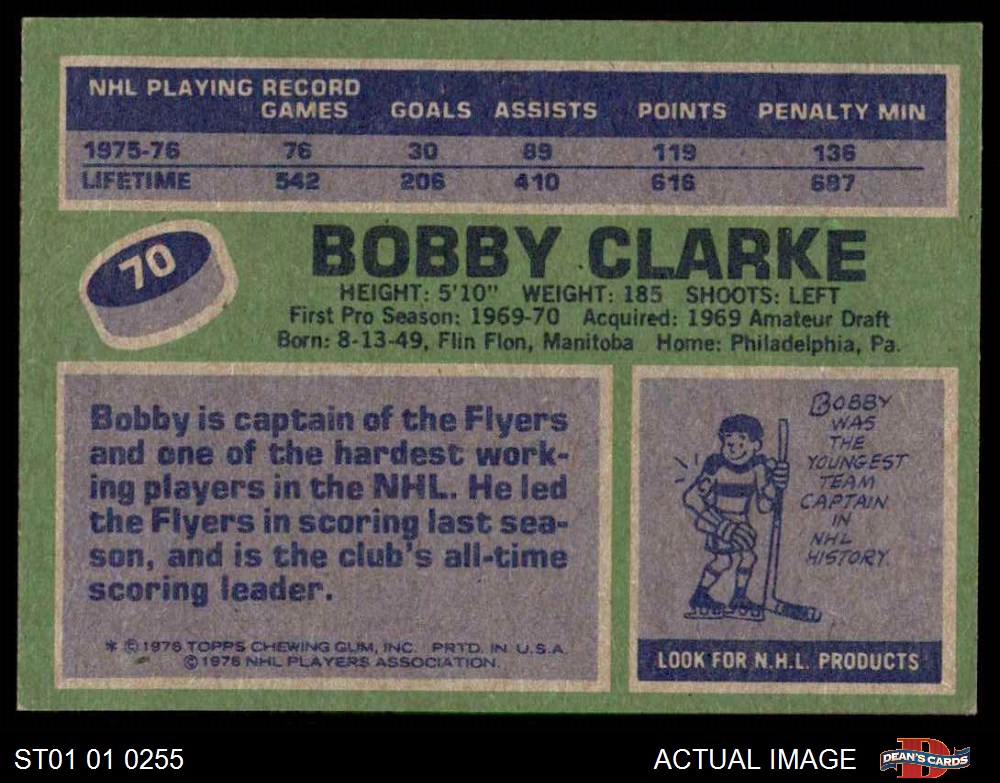 NHL PLAYING RECORD
GAMES GOALS ASSISTS POINTS PENALTY MIN
1975-76 76 30 89 119 136
LIFETIME 542 206 410 616 687
70
BOBBY CLARKE
HEIGHT: 5'10" WEIGHT: 185 SHOOTS: LEFT
First Pro Season: 1969-70 Acquired: 1969 Amateur Draft
Born: 8-13-49, Flin Flon, Manitoba Home: Philadelphia, Pa.
Bobby is captain of the Flyers
and one of the hardest work-
ing players in the NHL. He led
the Flyers in scoring last sea-
son, and is the club's all-time
scoring leader.
* © 1976 TOPPS CHEWING GUM, INC. PRTD. IN U.S.A.
© 1976 NHL PLAYERS ASSOCIATION.
BOBBY
WAS
THE
YOUNGEST
TEAM
CAPTAIN
IN
NHL
HISTORY.
C
LOOK FOR N.H.L. PRODUCTS
ST01 01 0255
ACTUAL IMAGE
D
DEAN'S CARDS